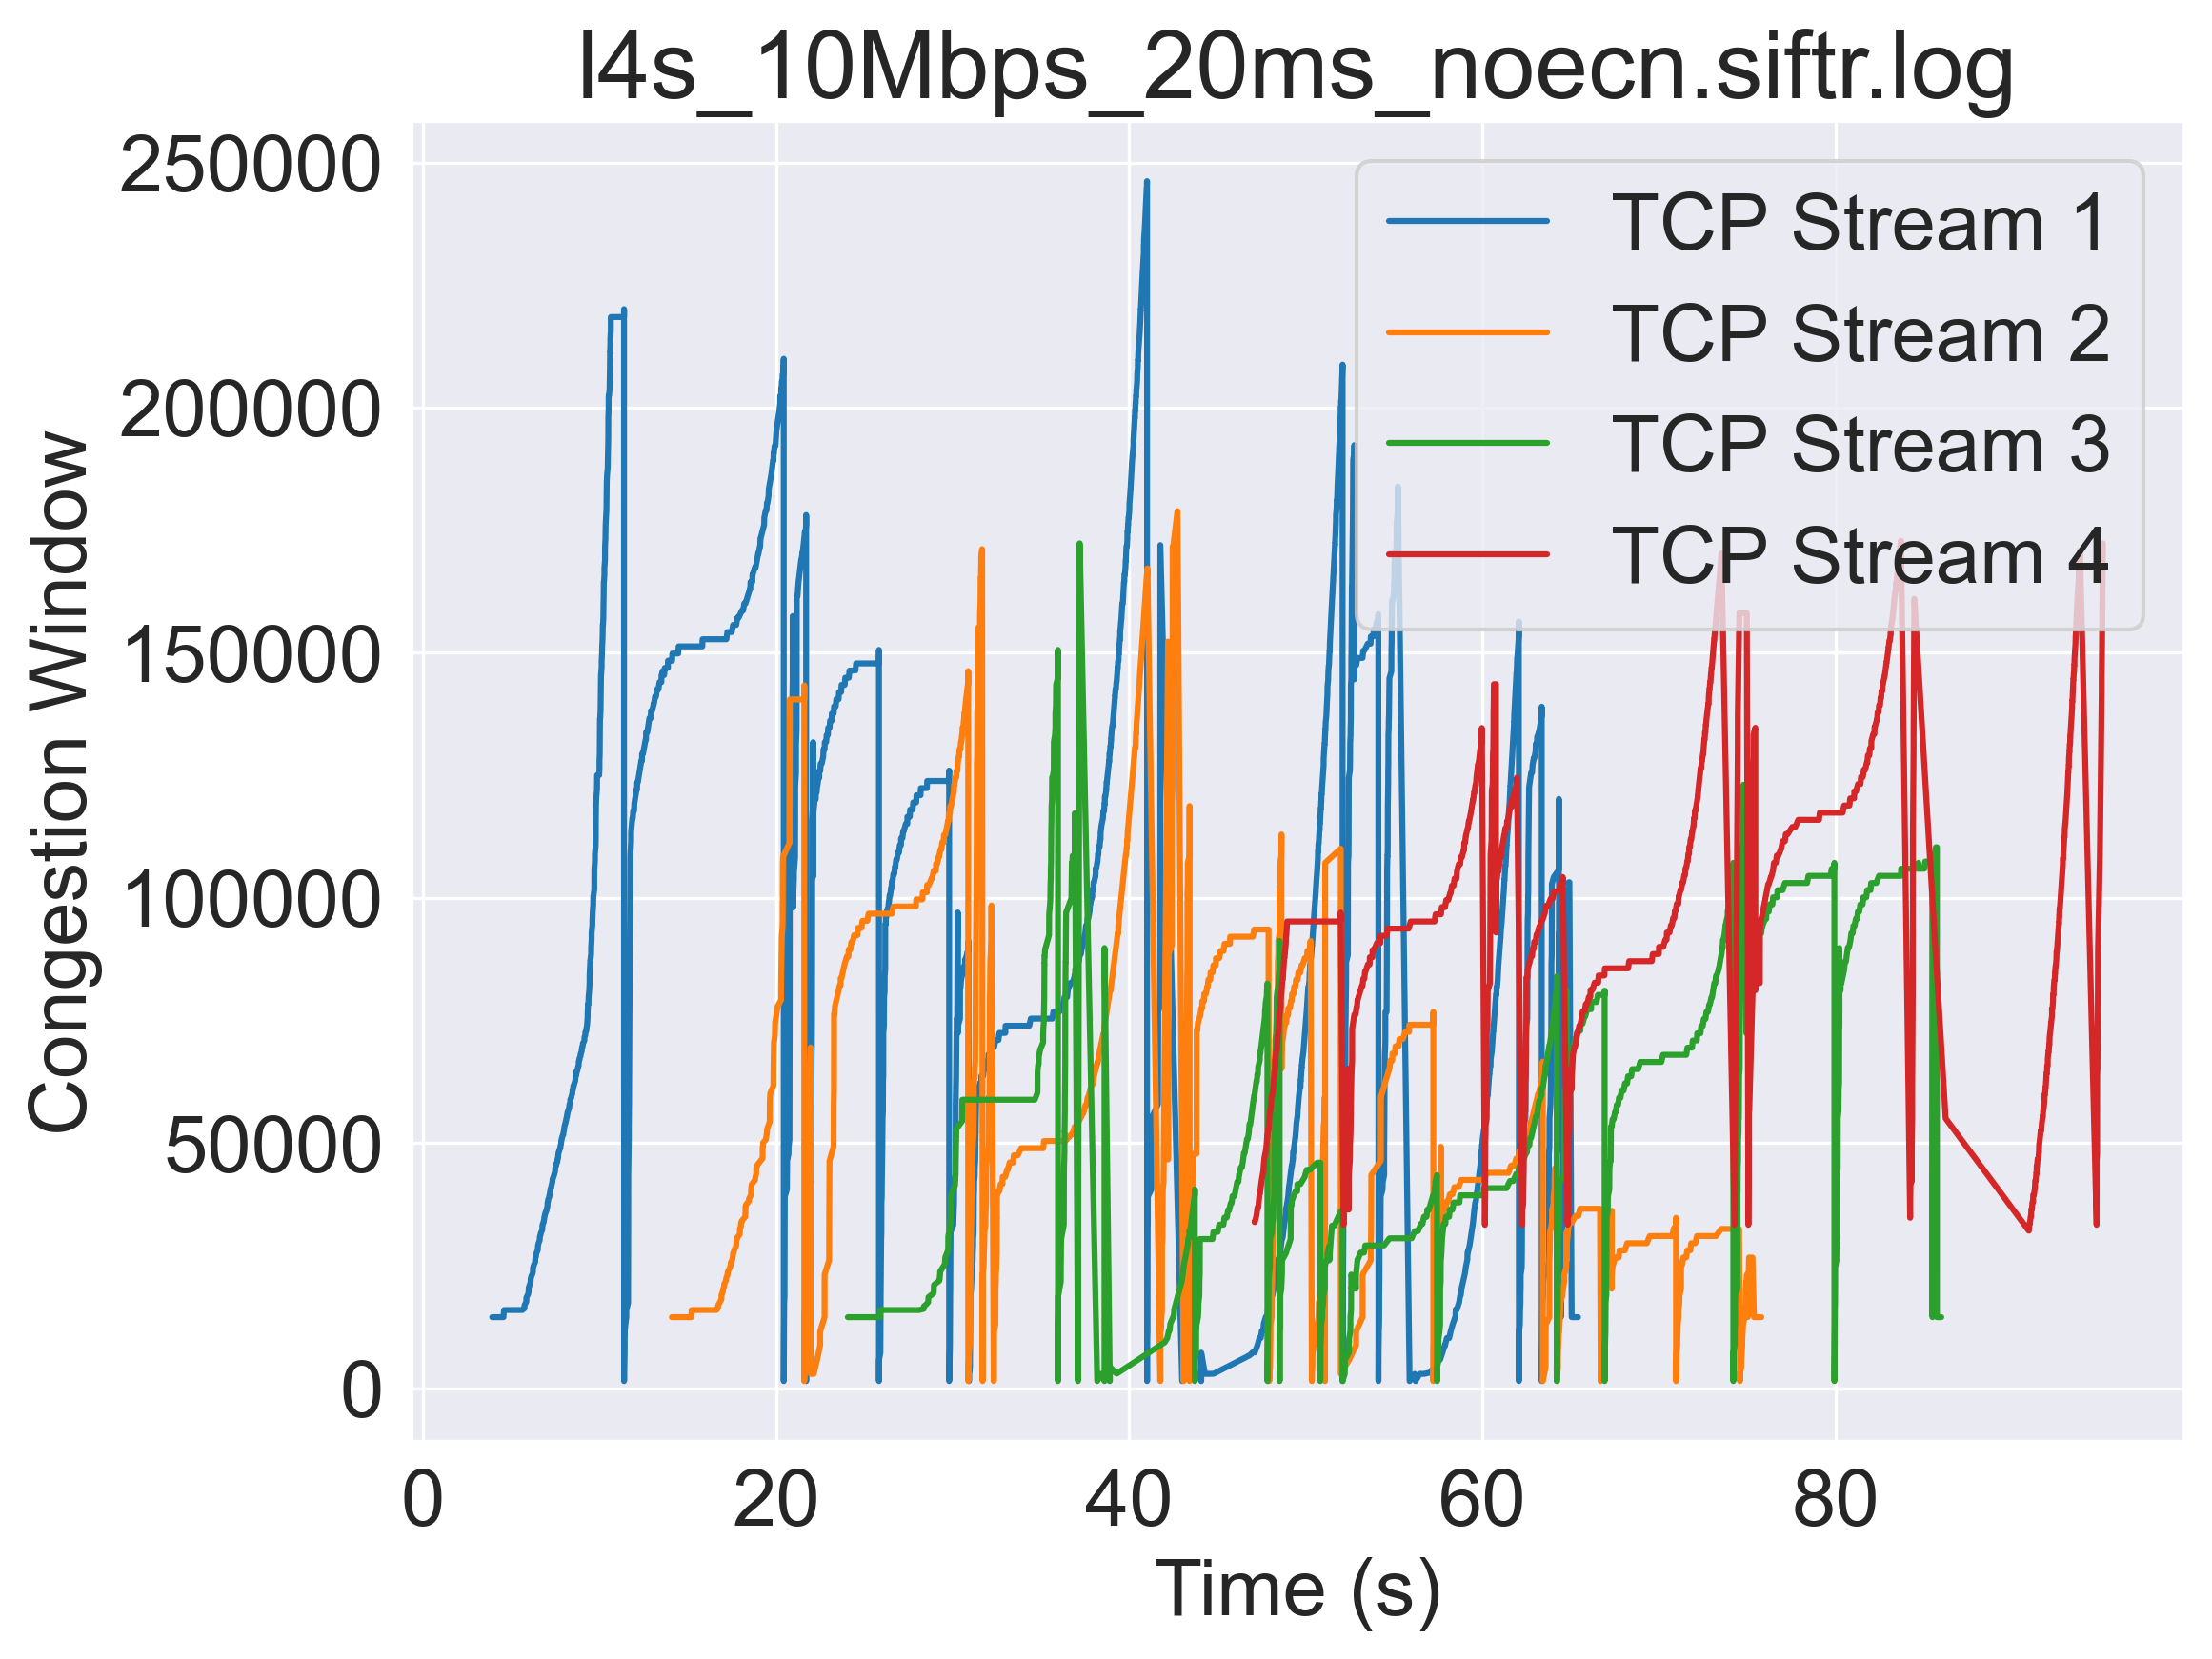 l4s_10Mbps_20ms_noecn.siftr.log
250000
200000
150000
100000
50000
0
Congestion Window
TCP Stream 1
TCP Stream 2
TCP Stream 3
TCP Stream 4
0 20 40 60 80
Time (s)